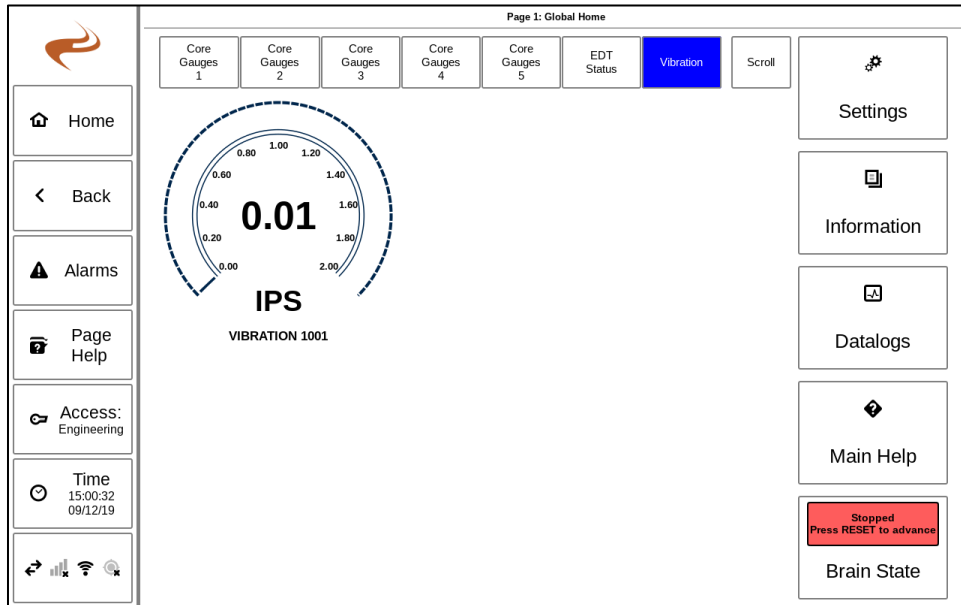 Page 1: Global Home
Home
Back
Alarms
Page
Help
Access:
Engineering
Time
15:00:32
09/12/19
Core
Gauges
1
Core
Gauges
2
Core
Gauges
3
Core
Gauges
4
Core
Gauges
5
EDT
Status
Vibration
Scroll
0.00
0.20
0.40
0.60
0.80
1.00
1.20
1.40
1.60
1.80
2.00
0.01
IPS
VIBRATION 1001
Settings
Information
Datalogs
Main Help
Stopped
Press RESET to advance
Brain State